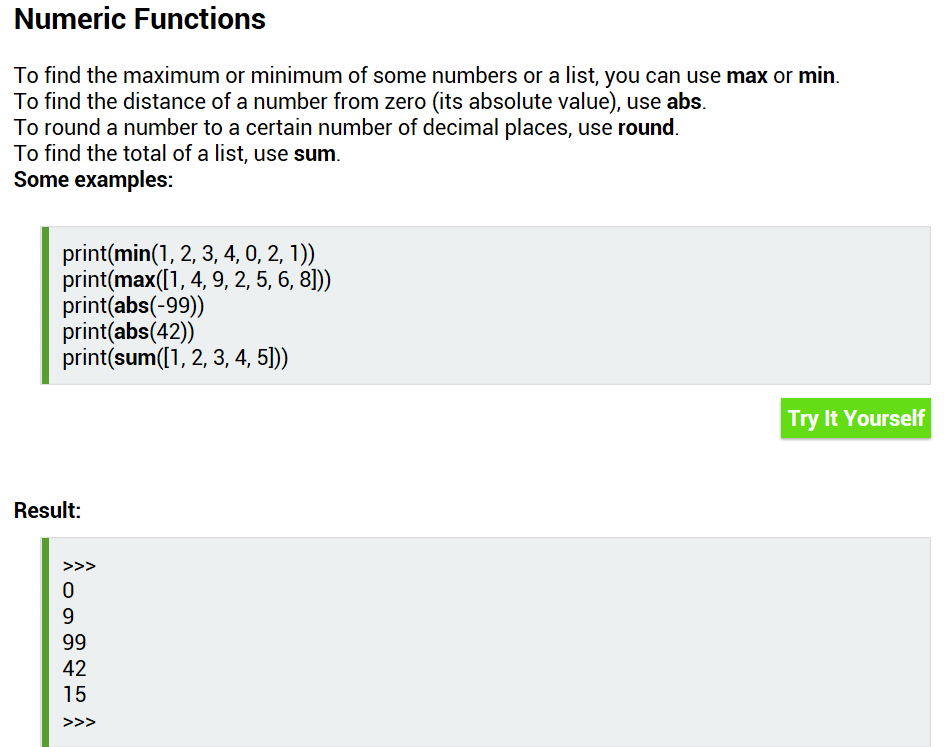 Numeric Functions
To find the maximum or minimum of some numbers or a list, you can use max or min.
To find the distance of a number from zero (its absolute value), use abs.
To round a number to a certain number of decimal places, use round.
To find the total of a list, use sum.
Some examples:
print(min(1, 2, 3, 4, 0, 2, 1))
print(max([1, 4, 9, 2, 5, 6, 8]))
print(abs(-99))
print(abs(42))
print(sum([1, 2, 3, 4, 5]))
Try It Yourself
Result:
>>>
0
9
99
42
15
>>>